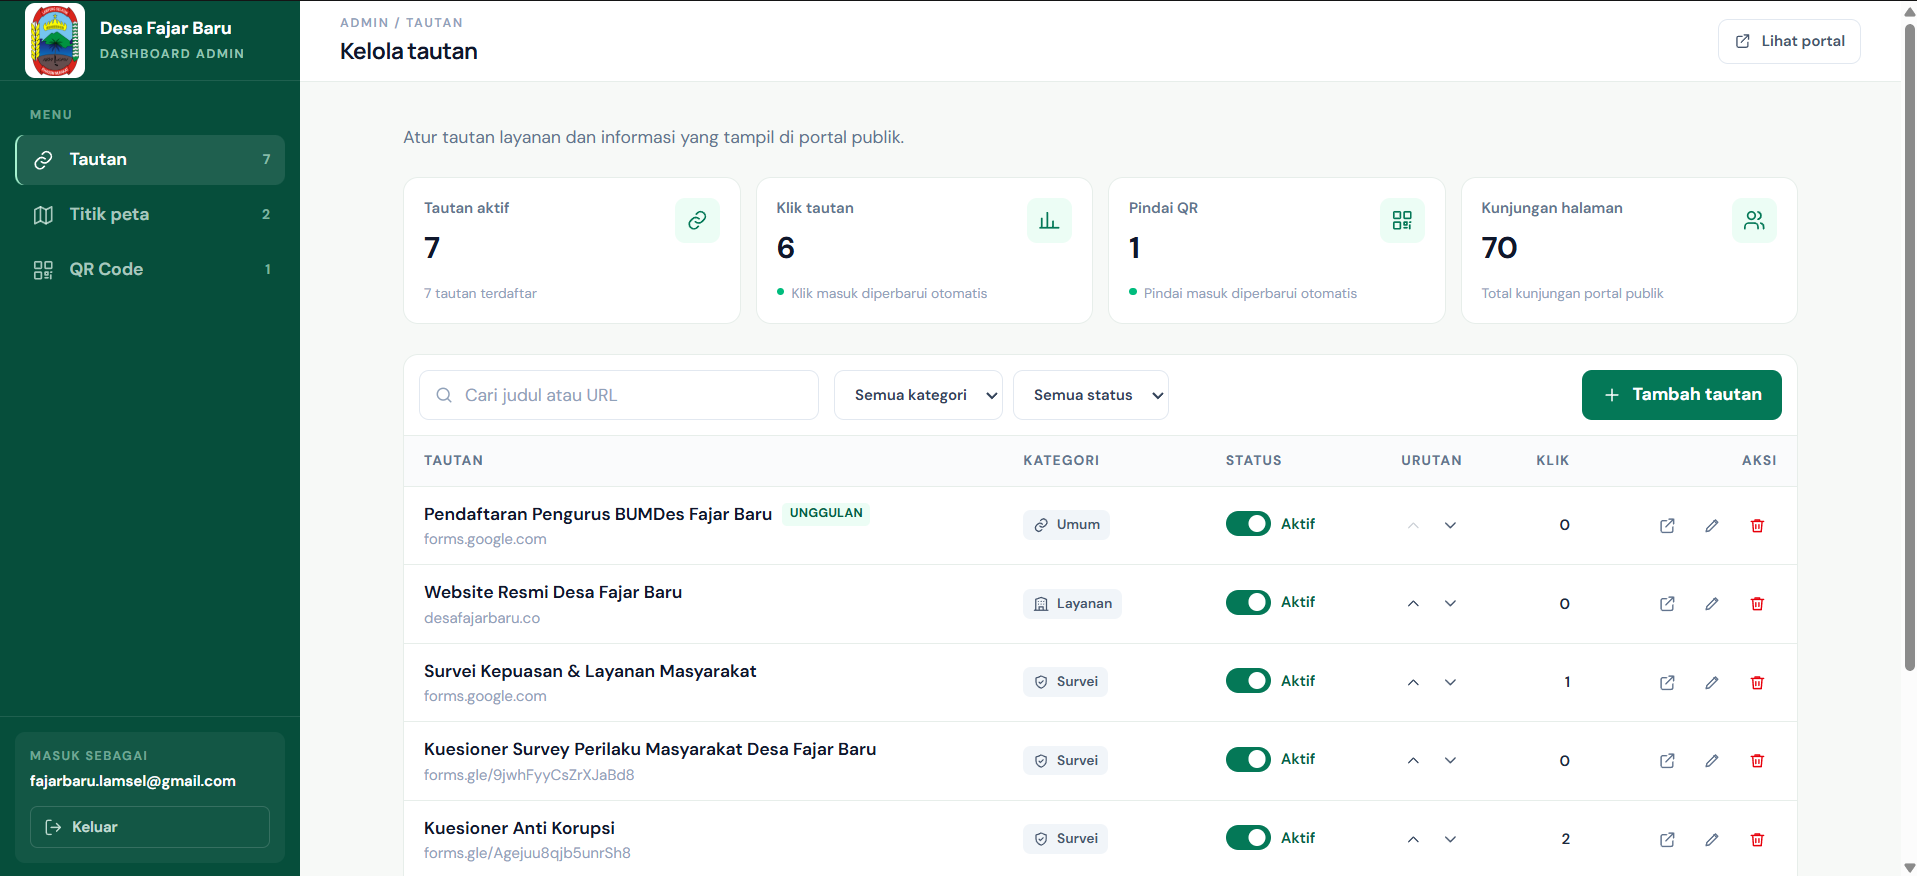 Desa Fajar Baru
DASHBOARD ADMIN
MENU
Tautan 7
Titik peta 2
QR Code 1
MASUK SEBAGAI
fajarbaru.lamsel@gmail.com
Keluar
ADMIN / TAUTAN
Kelola tautan
Lihat portal
Atur tautan layanan dan informasi yang tampil di portal publik.
Tautan aktif
7
7 tautan terdaftar
Klik tautan
6
Klik masuk diperbarui otomatis
Pindai QR
1
Pindai masuk diperbarui otomatis
Kunjungan halaman
70
Total kunjungan portal publik
Cari judul atau URL
Semua kategori
Semua status
Tambah tautan
TAUTAN KATEGORI STATUS URUTAN KLIK AKSI
Pendaftaran Pengurus BUMDes Fajar Baru UNGGULAN
forms.google.com
Umum Aktif 0
Website Resmi Desa Fajar Baru
desafajarbaru.co
Layanan Aktif 0
Survei Kepuasan & Layanan Masyarakat
forms.google.com
Survei Aktif 1
Kuesioner Survey Perilaku Masyarakat Desa Fajar Baru
forms.gle/9jwhFyyCsZrXJaBd8
Survei Aktif 0
Kuesioner Anti Korupsi
forms.gle/Agejuu8qjb5unrSh8
Survei Aktif 2